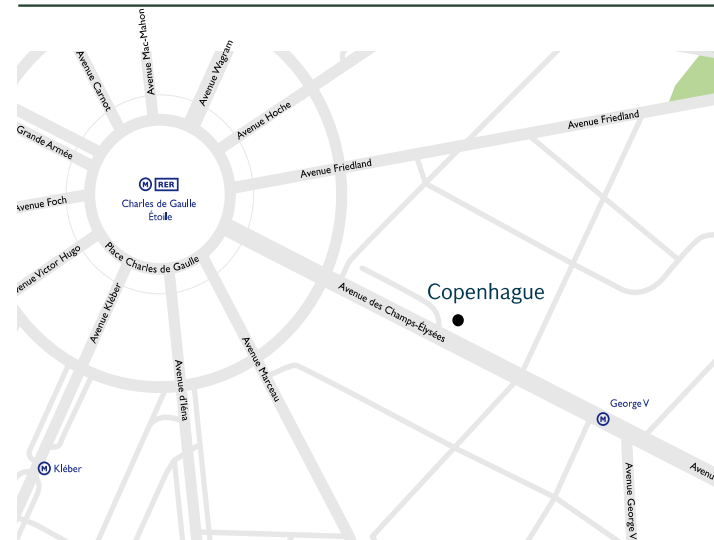 Avenue Mac-Mahon
Avenue Carnot
Avenue Wagram
Avenue Hoche
Grande Armée
Avenue Friedland
Avenue Friedland
M RER
Charles de Gaulle
Étoile
Avenue Foch
Place Charles de Gaulle
venue Victor Hugo
Avenue Kléber
Avenue des Champs-Élysées
Copenhague
Avenue d'Iéna
Avenue Marceau
George V
M
M Kléber
Avenue George V
Avenu